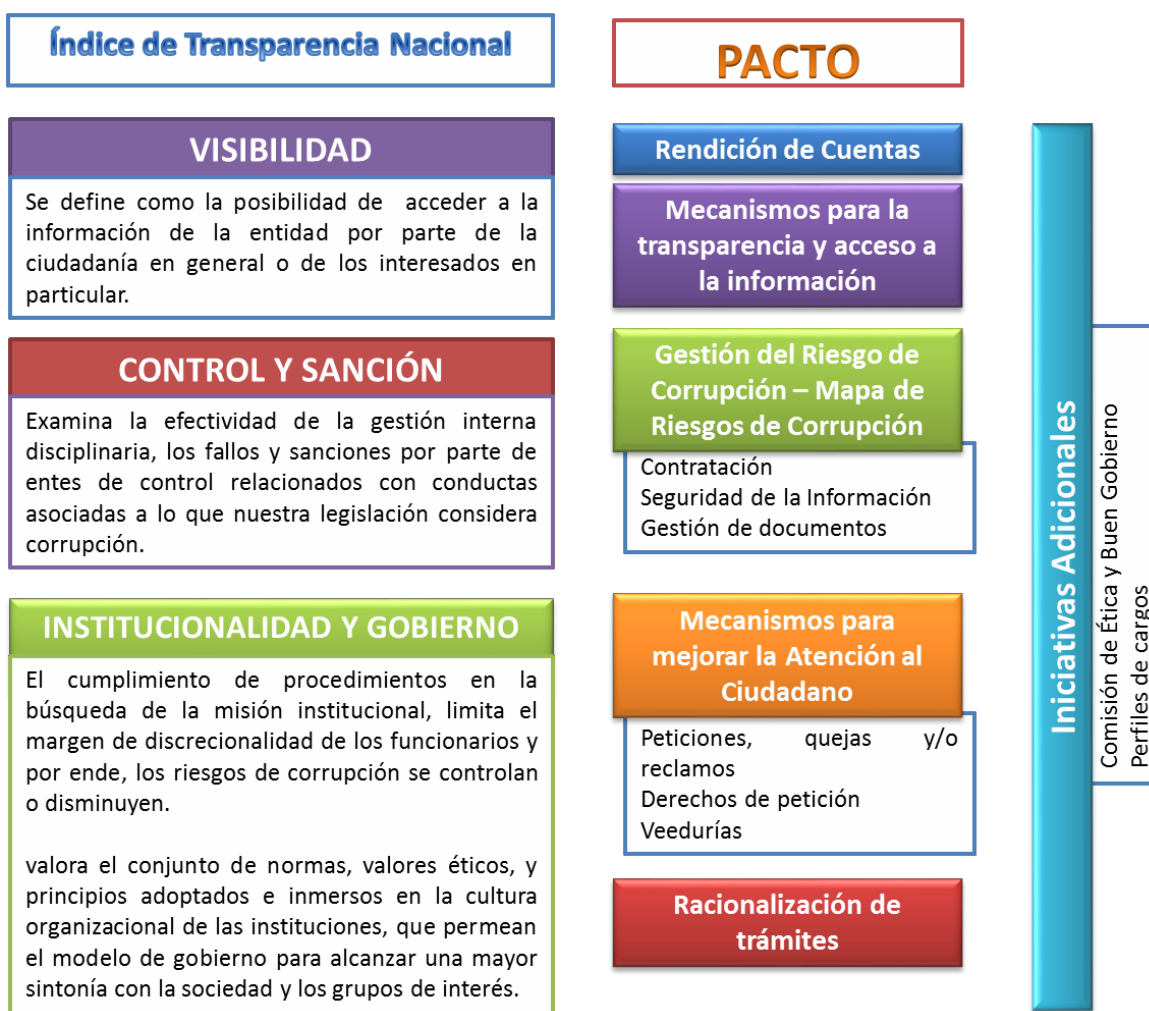 Índice de Transparencia Nacional
VISIBILIDAD
Se define como la posibilidad de acceder a la
información de la entidad por parte de la
ciudadanía en general o de los interesados en
particular.
CONTROL Y SANCIÓN
Examina la efectividad de la gestión interna
disciplinaria, los fallos y sanciones por parte de
entes de control relacionados con conductas
asociadas a lo que nuestra legislación considera
corrupción.
INSTITUCIONALIDAD Y GOBIERNO
El cumplimiento de procedimientos en la
búsqueda de la misión institucional, limita el
margen de discrecionalidad de los funcionarios y
por ende, los riesgos de corrupción se controlan
o disminuyen.
valora el conjunto de normas, valores éticos, y
principios adoptados e inmersos en la cultura
organizacional de las instituciones, que permean
el modelo de gobierno para alcanzar una mayor
sintonía con la sociedad y los grupos de interés.
PACTO
Rendición de Cuentas
Mecanismos para la
transparencia y acceso a
la información
Gestión del Riesgo de
Corrupción – Mapa de
Riesgos de Corrupción
Contratación
Seguridad de la Información
Gestión de documentos
Mecanismos para
mejorar la Atención al
Ciudadano
Peticiones, quejas y/o
reclamos
Derechos de petición
Veedurías
Racionalización de
trámites
Iniciativas Adicionales
Comisión de Ética y Buen Gobierno
Perfiles de cargos